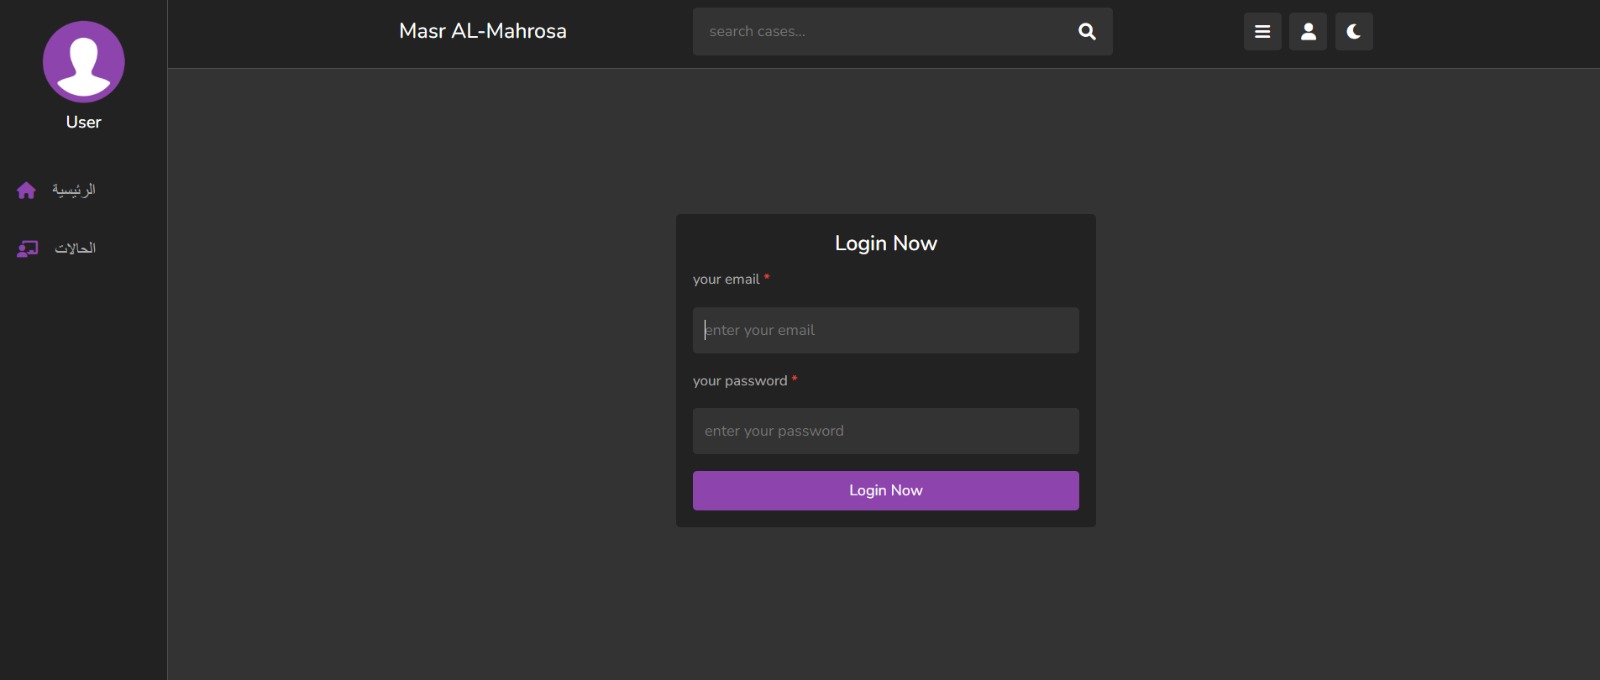 Masr AL-Mahrosa
search cases...
User
الرئيسية
الحالات
Login Now
your email *
enter your email
your password *
enter your password
Login Now